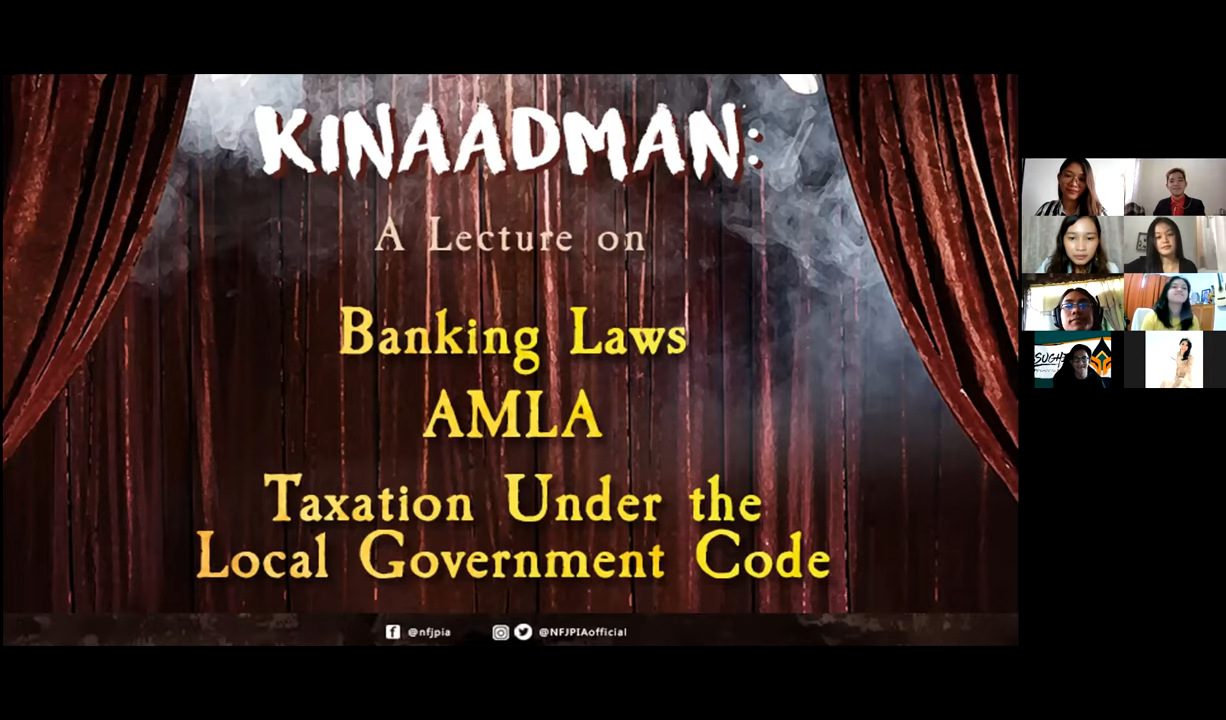 KINAADMAN:
A Lecture on
Banking Laws
AMLA
Taxation Under the
Local Government Code
@nfjpia
@NFJPIAofficial